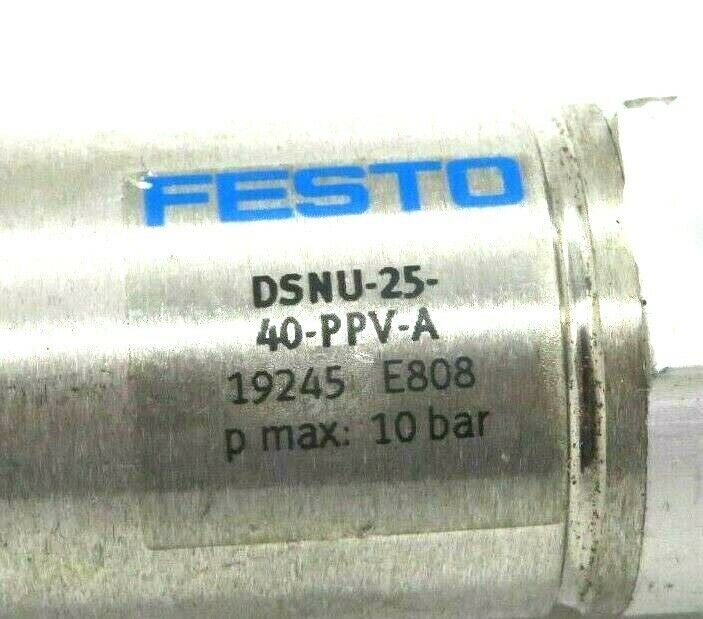 FESTO
DSNU-25-
40-PPV-A
19245 E808
p max: 10 bar